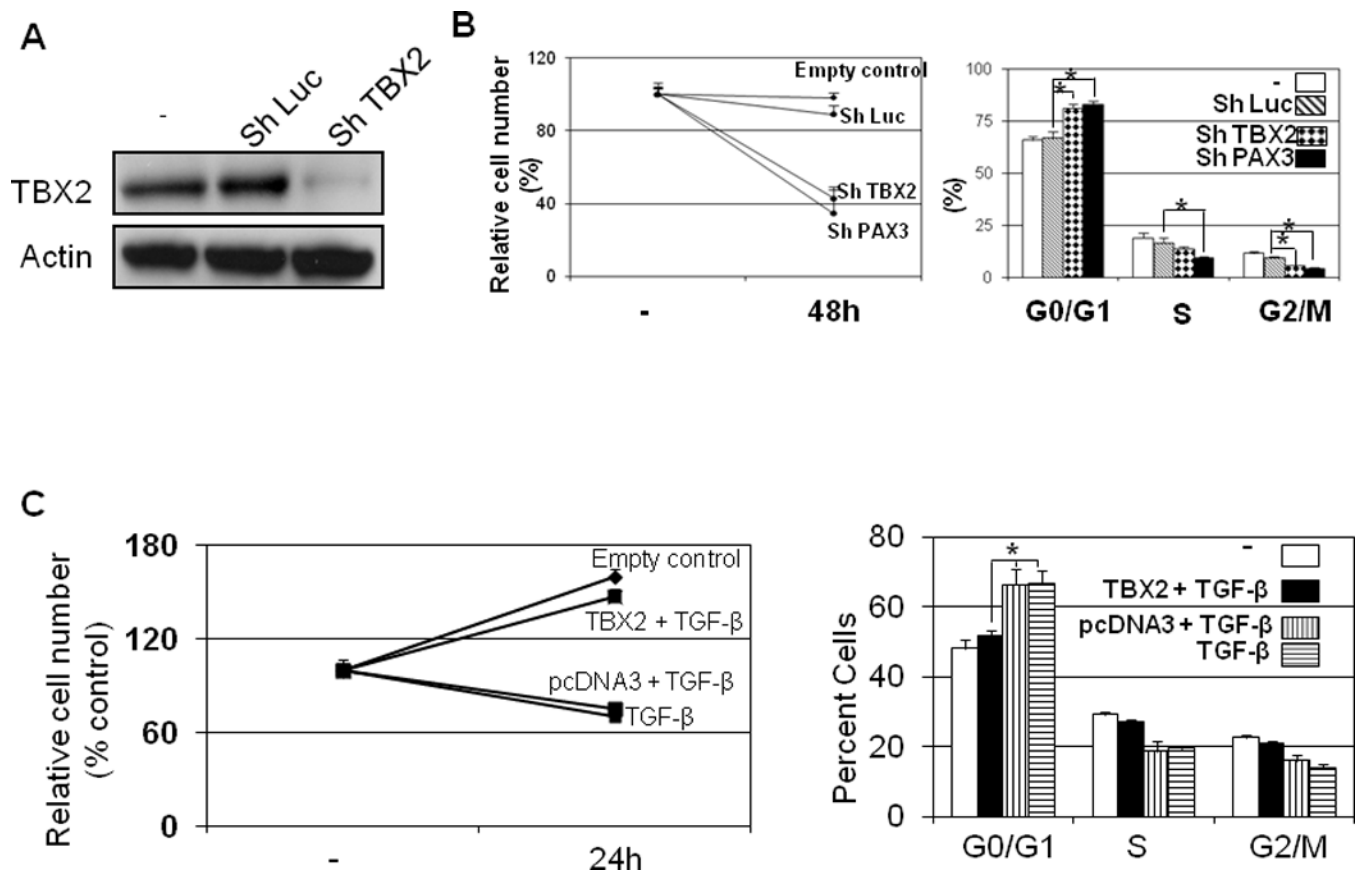 A
-
Sh Luc
Sh TBX2
TBX2
Actin
B
Relative cell number
(%)
120
80
40
0
Empty control
Sh Luc
Sh TBX2
Sh PAX3
-
48h
(%)
100
75
50
25
0
*
*
*
*
*
-
Sh Luc
Sh TBX2
Sh PAX3
G0/G1
S
G2/M
C
Relative cell number
(% control)
180
120
60
0
Empty control
TBX2 + TGF-β
pcDNA3 + TGF-β
TGF-β
-
24h
Percent Cells
80
60
40
20
0
*
-
TBX2 + TGF-β
pcDNA3 + TGF-β
TGF-β
G0/G1
S
G2/M